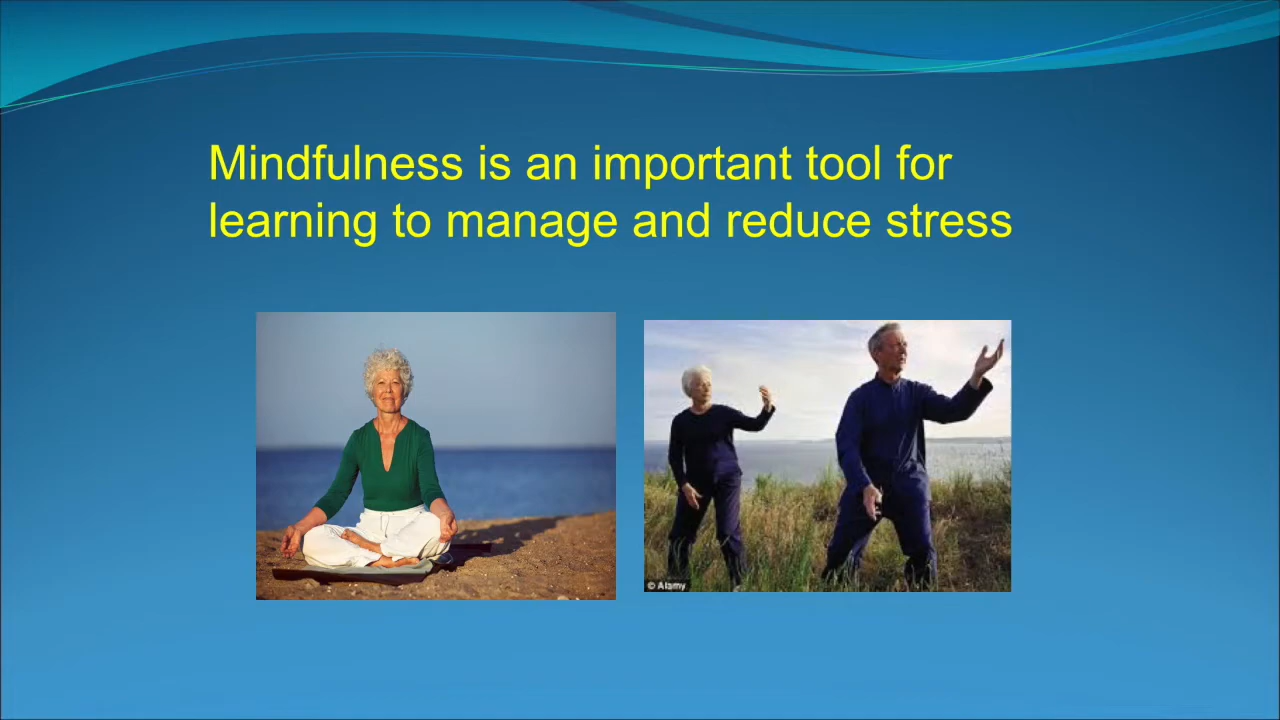 Mindfulness is an important tool for
learning to manage and reduce stress
© Alamy